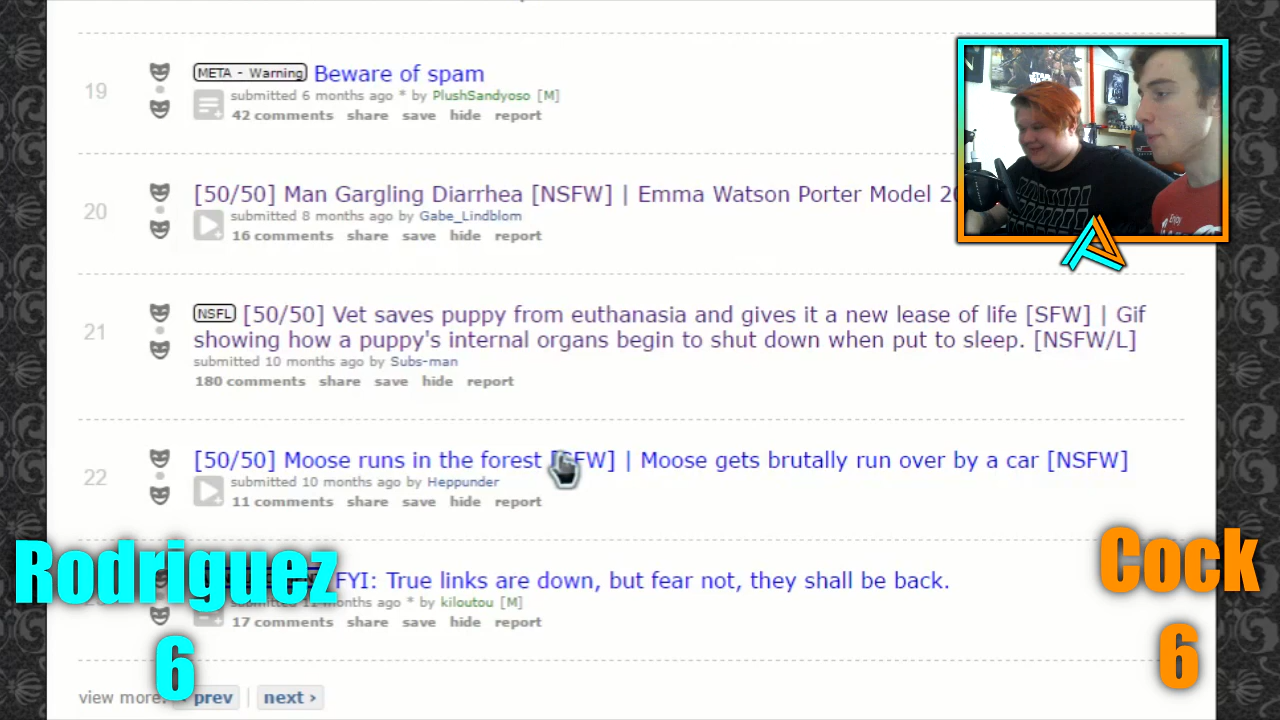 19
META - Warning Beware of spam
submitted 6 months ago * by PlushSandyoso [M]
42 comments share save hide report
20
[50/50] Man Gargling Diarrhea [NSFW] | Emma Watson Porter Model
submitted 8 months ago by Gabe_Lindblom
16 comments share save hide report
21
NSFL [50/50] Vet saves puppy from euthanasia and gives it a new lease of life [SFW] | Gif
showing how a puppy's internal organs begin to shut down when put to sleep. [NSFW/L]
submitted 10 months ago by Subs-man
180 comments share save hide report
22
[50/50] Moose runs in the forest [SFW] | Moose gets brutally run over by a car [NSFW]
submitted 10 months ago by Heppunder
11 comments share save hide report
FYI: True links are down, but fear not, they shall be back.
months ago * by kiloutou [M]
17 comments share save hide report
view more: prev next ›
Rodriguez
6
Cock
6
STAR
Enjoy